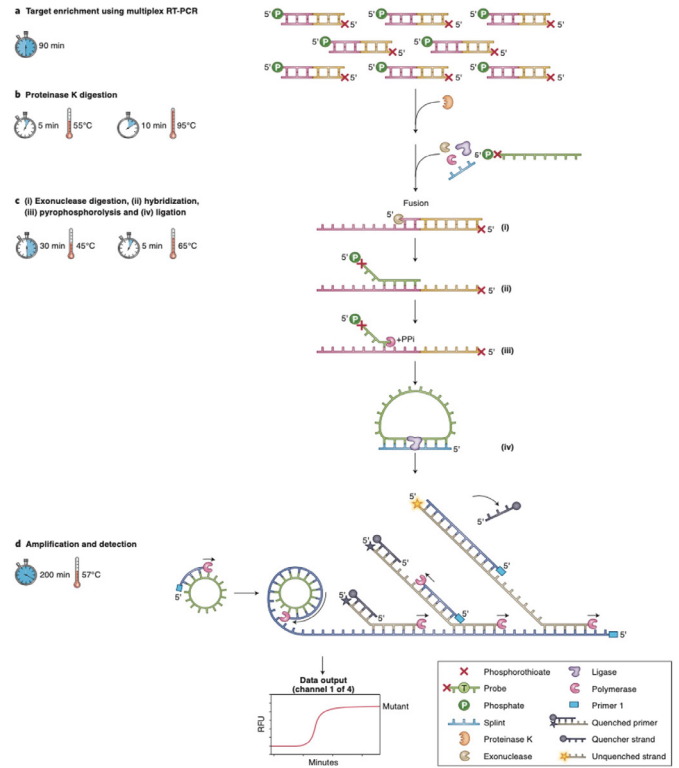 a Target enrichment using multiplex RT-PCR
90 min
5' P 5' 5' P 5' 5' P 5'
5' P 5' 5' P 5'
5' P 5' 5' P 5' 5' P 5'
b Proteinase K digestion
5 min 55°C 10 min 95°C
5' P
c (i) Exonuclease digestion, (ii) hybridization,
(iii) pyrophosphorolysis and (iv) ligation
30 min 45°C 5 min 65°C
Fusion
5'
5' (i)
5' P
5' (ii)
5' P
+PPi
5' (iii)
5' (iv)
d Amplification and detection
200 min 57°C
5'
5'
5'
5'
5'
5'
5'
5'
5'
5'
Data output
(channel 1 of 4)
RFU
Mutant
Minutes
Phosphorothioate
T Probe
P Phosphate
Splint
Proteinase K
Exonuclease
Ligase
Polymerase
Primer 1
Quenched primer
Quencher strand
Unquenched strand